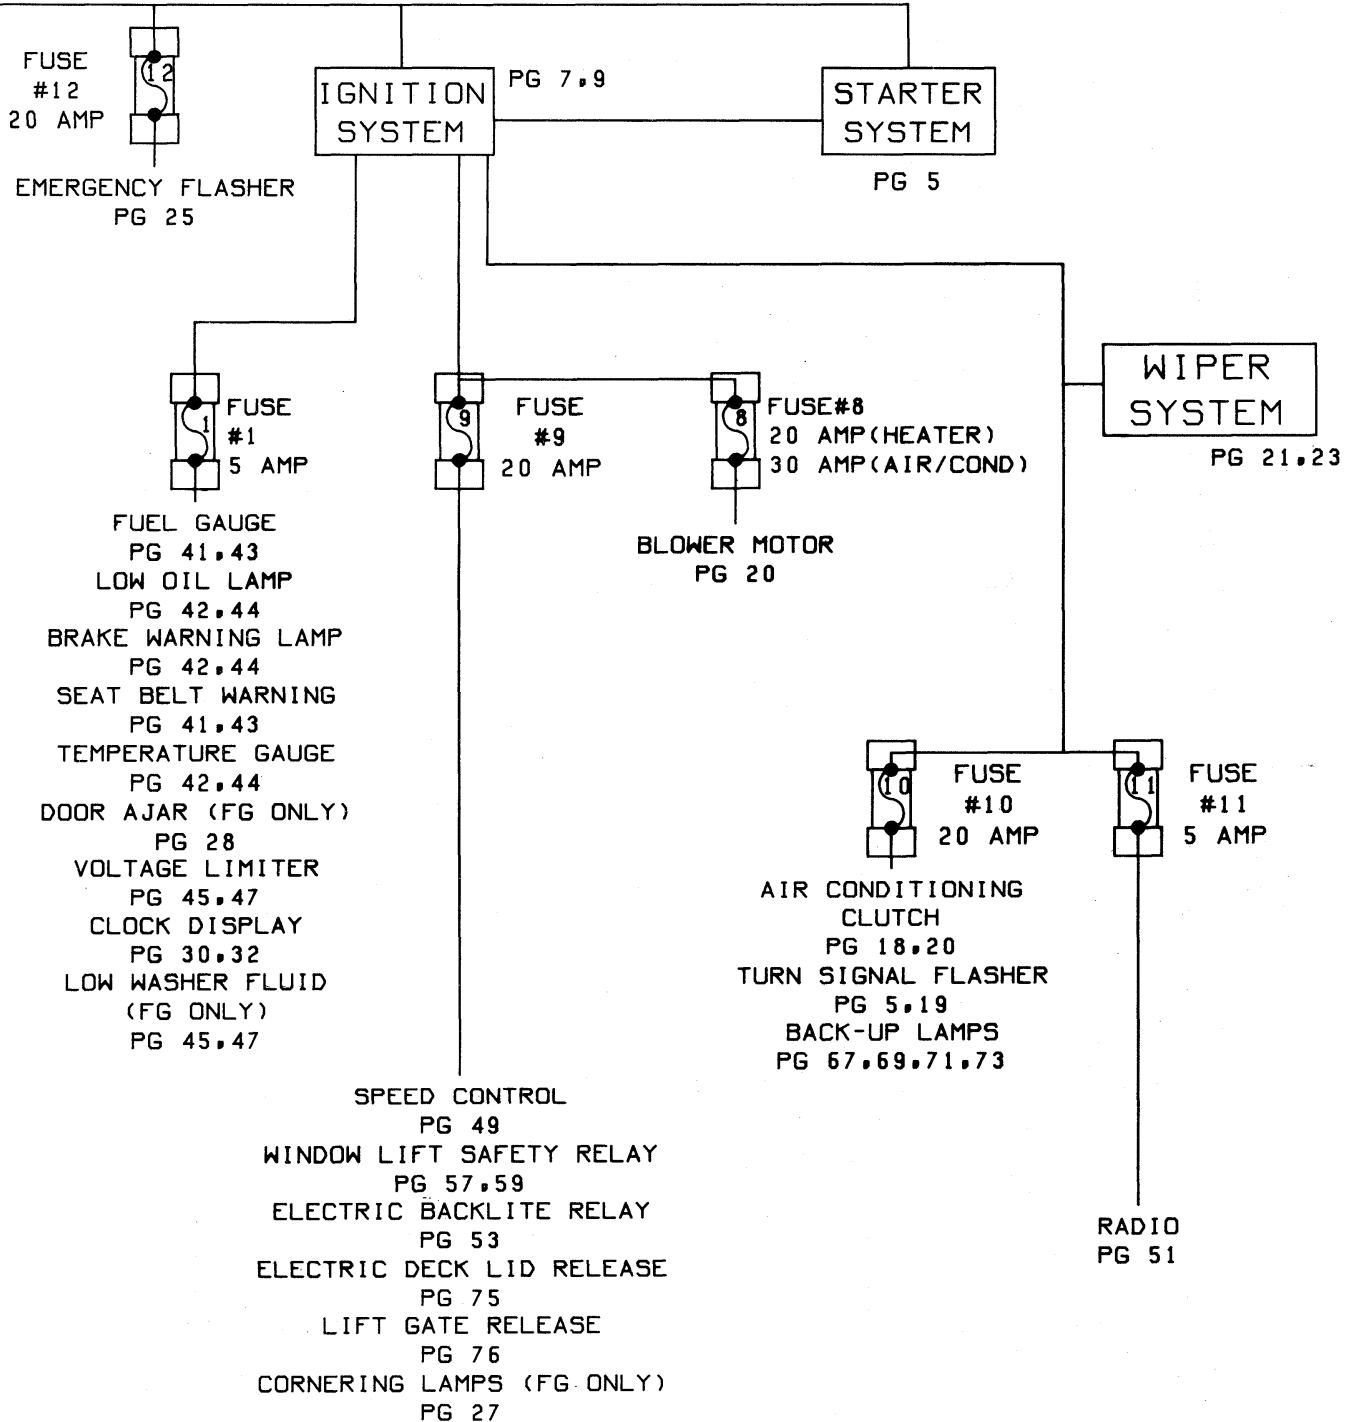 FUSE
#12
20 AMP
12
EMERGENCY FLASHER
PG 25
IGNITION
SYSTEM
PG 7,9
STARTER
SYSTEM
PG 5
WIPER
SYSTEM
PG 21,23
1
FUSE
#1
5 AMP
9
FUSE
#9
20 AMP
8
FUSE#8
20 AMP(HEATER)
30 AMP(AIR/COND)
BLOWER MOTOR
PG 20
FUEL GAUGE
PG 41,43
LOW OIL LAMP
PG 42,44
BRAKE WARNING LAMP
PG 42,44
SEAT BELT WARNING
PG 41,43
TEMPERATURE GAUGE
PG 42,44
DOOR AJAR (FG ONLY)
PG 28
VOLTAGE LIMITER
PG 45,47
CLOCK DISPLAY
PG 30,32
LOW WASHER FLUID
(FG ONLY)
PG 45,47
10
FUSE
#10
20 AMP
11
FUSE
#11
5 AMP
AIR CONDITIONING
CLUTCH
PG 18,20
TURN SIGNAL FLASHER
PG 5,19
BACK-UP LAMPS
PG 67,69,71,73
SPEED CONTROL
PG 49
WINDOW LIFT SAFETY RELAY
PG 57,59
ELECTRIC BACKLITE RELAY
PG 53
ELECTRIC DECK LID RELEASE
PG 75
LIFT GATE RELEASE
PG 76
CORNERING LAMPS (FG ONLY)
PG 27
RADIO
PG 51